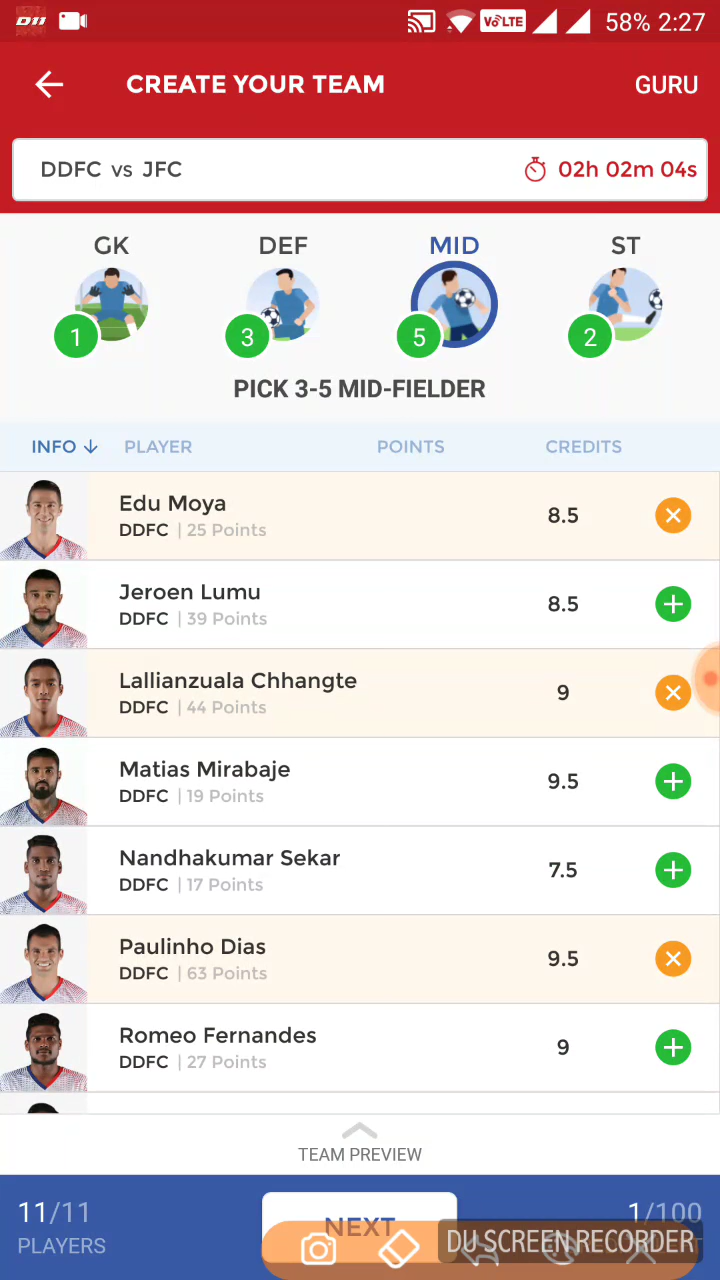 D11 VoLTE 58% 2:27
CREATE YOUR TEAM GURU
DDFC vs JFC 02h 02m 04s
GK DEF MID ST
1 3 5 2
PICK 3-5 MID-FIELDER
INFO ↓ PLAYER POINTS CREDITS
Edu Moya
DDFC | 25 Points 8.5
Jeroen Lumu
DDFC | 39 Points 8.5
Lallianzuala Chhangte
DDFC | 44 Points 9
Matias Mirabaje
DDFC | 19 Points 9.5
Nandhakumar Sekar
DDFC | 17 Points 7.5
Paulinho Dias
DDFC | 63 Points 9.5
Romeo Fernandes
DDFC | 27 Points 9
TEAM PREVIEW
11/11 NEXT 1/100
PLAYERS
DU SCREEN RECORDER